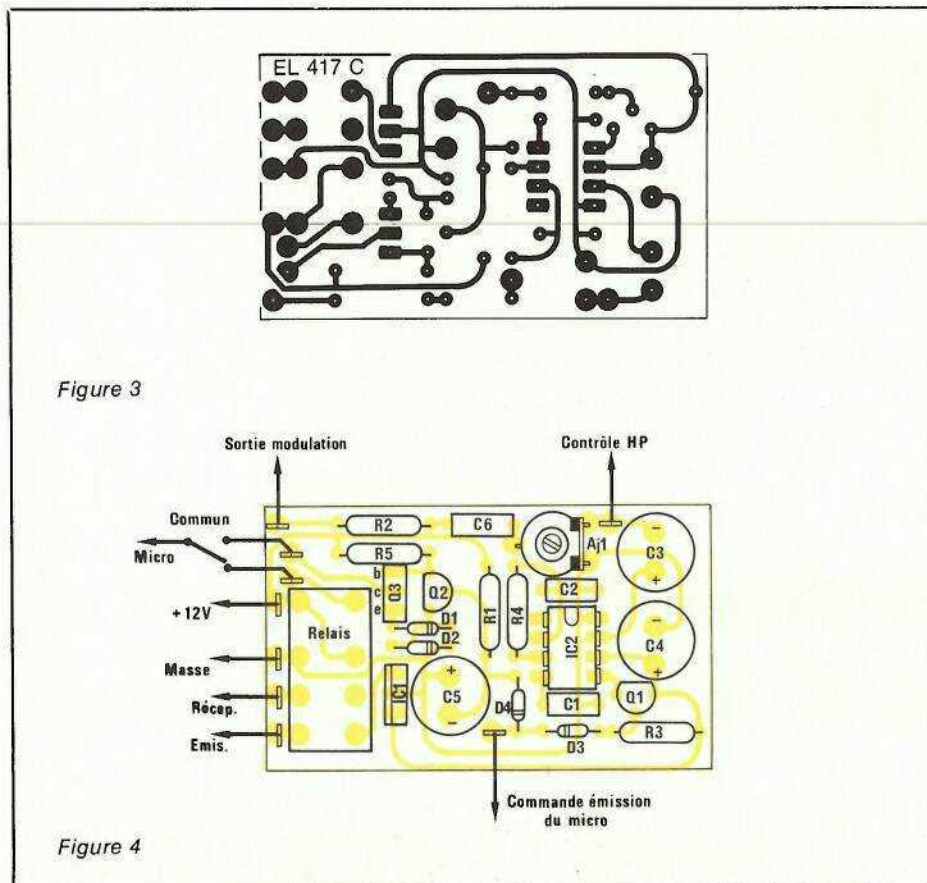 EL 417 C
Figure 3
Sortie modulation
Contrôle HP
Commun
Micro
+12V
Masse
Récep.
Emis.
Relais
R2
R5
C6
Aj1
C3
-
+
b
c
e
Q3
Q2
D1
D2
R1
R4
C2
IC2
C4
-
+
IC1
C5
+
-
D4
C1
Q1
D3
R3
Commande émission
du micro
Figure 4